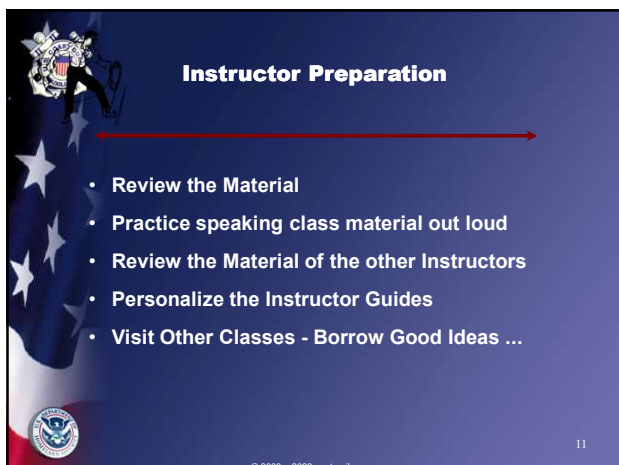 Instructor Preparation
• Review the Material
• Practice speaking class material out loud
• Review the Material of the other Instructors
• Personalize the Instructor Guides
• Visit Other Classes - Borrow Good Ideas ...
11